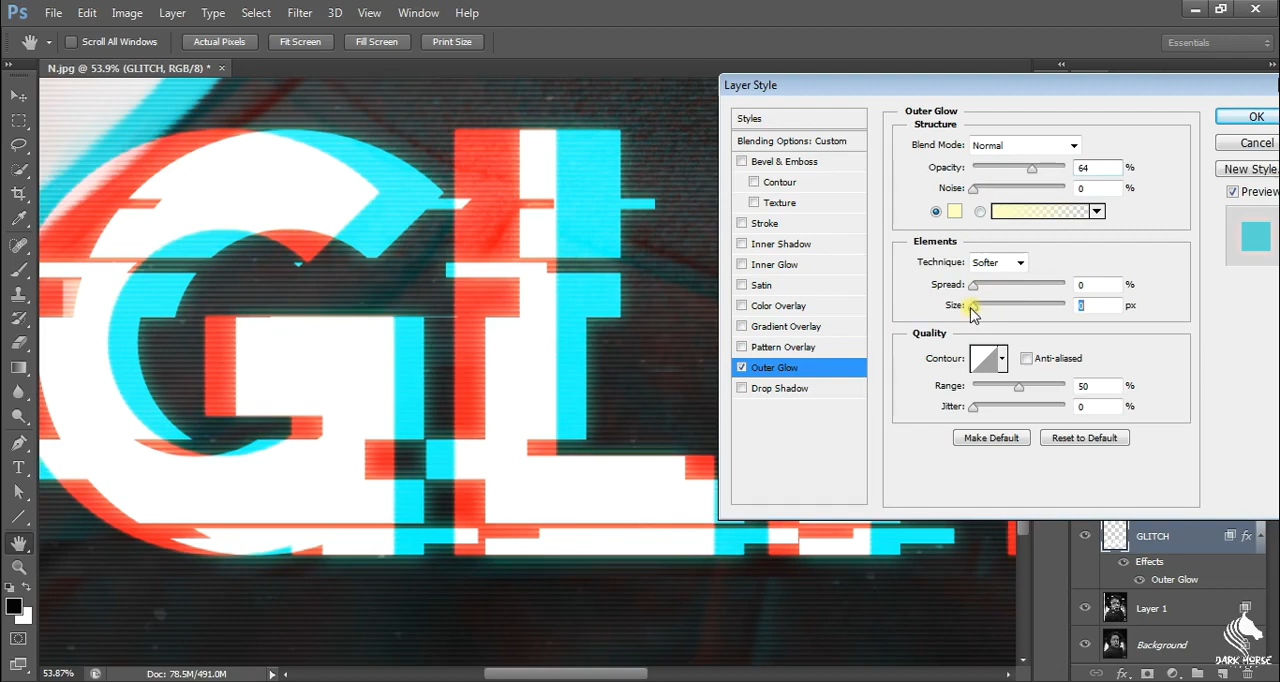 Ps File Edit Image Layer Type Select Filter 3D View Window Help
Scroll All Windows Actual Pixels Fit Screen Fill Screen Print Size Essentials
N.jpg @ 53.9% (GLITCH, RGB/8) * ×
GL
Layer Style
Styles
Blending Options: Custom
Bevel & Emboss
Contour
Texture
Stroke
Inner Shadow
Inner Glow
Satin
Color Overlay
Gradient Overlay
Pattern Overlay
Outer Glow
Drop Shadow
Outer Glow
Structure
Blend Mode: Normal
Opacity: 64 %
Noise: 0 %
Elements
Technique: Softer
Spread: 0 %
Size: 0 px
Quality
Contour: Anti-aliased
Range: 50 %
Jitter: 0 %
Make Default Reset to Default
OK
Cancel
New Style
Preview
GLITCH fx
Effects
Outer Glow
Layer 1
Background
DARK HORSE
53.87% Doc: 78.5M/491.0M
fx